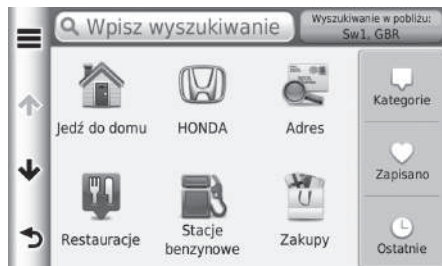 Wpisz wyszukiwanie
Wyszukiwanie w pobliżu:
Sw1, GBR
Jedź do domu
HONDA
Adres
Kategorie
Zapisano
Restauracje
Stacje
benzynowe
Zakupy
Ostatnie